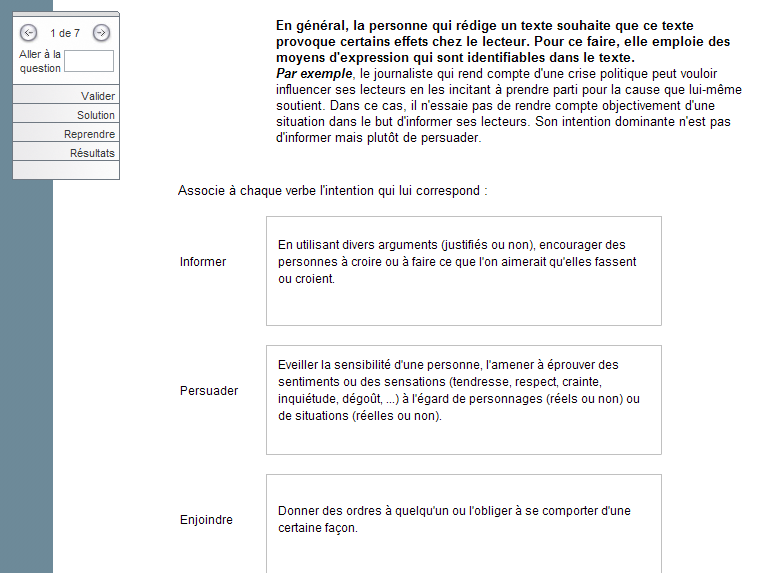 1 de 7
Aller à la
question
Valider
Solution
Reprendre
Résultats
En général, la personne qui rédige un texte souhaite que ce texte
provoque certains effets chez le lecteur. Pour ce faire, elle emploie des
moyens d'expression qui sont identifiables dans le texte.
Par exemple, le journaliste qui rend compte d'une crise politique peut vouloir
influencer ses lecteurs en les incitant à prendre parti pour la cause que lui-même
soutient. Dans ce cas, il n'essaie pas de rendre compte objectivement d'une
situation dans le but d'informer ses lecteurs. Son intention dominante n'est pas
d'informer mais plutôt de persuader.
Associe à chaque verbe l'intention qui lui correspond :
Informer
En utilisant divers arguments (justifiés ou non), encourager des
personnes à croire ou à faire ce que l'on aimerait qu'elles fassent
ou croient.
Persuader
Eveiller la sensibilité d'une personne, l'amener à éprouver des
sentiments ou des sensations (tendresse, respect, crainte,
inquiétude, dégoût, ...) à l'égard de personnages (réels ou non) ou
de situations (réelles ou non).
Enjoindre
Donner des ordres à quelqu'un ou l'obliger à se comporter d'une
certaine façon.